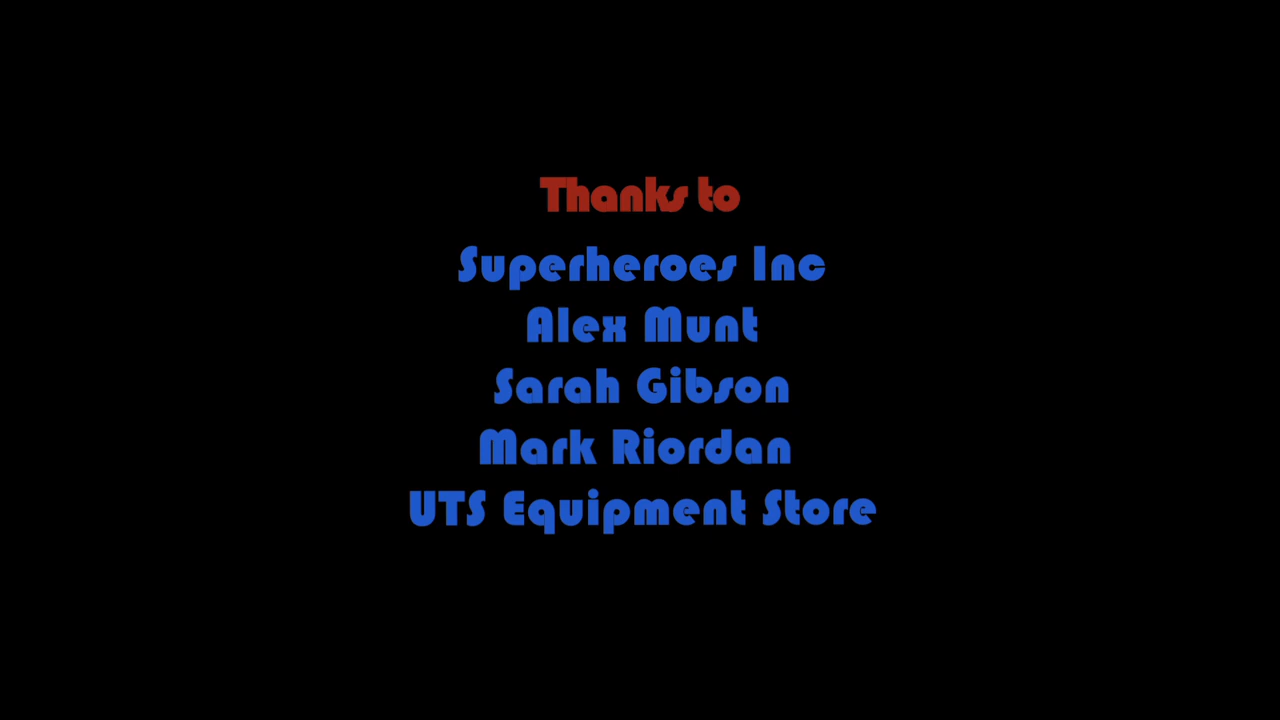 Thanks to
Superheroes Inc
Alex Munt
Sarah Gibson
Mark Riordan
UTS Equipment Store